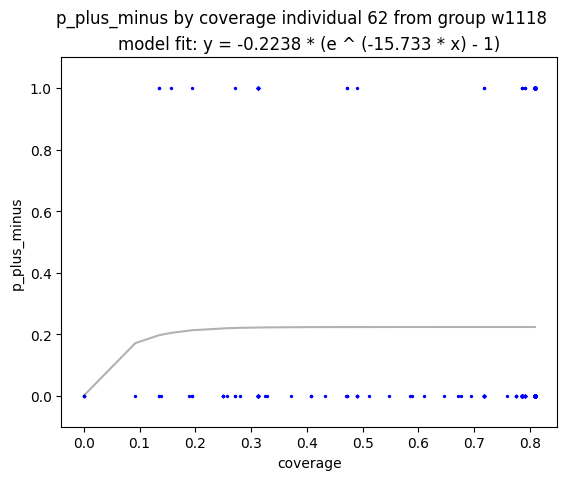 p_plus_minus by coverage individual 62 from group w1118
model fit: y = -0.2238 * (e ^ (-15.733 * x) - 1)
1.0
0.8
0.6
0.4
0.2
0.0
p_plus_minus
0.0 0.1 0.2 0.3 0.4 0.5 0.6 0.7 0.8
coverage